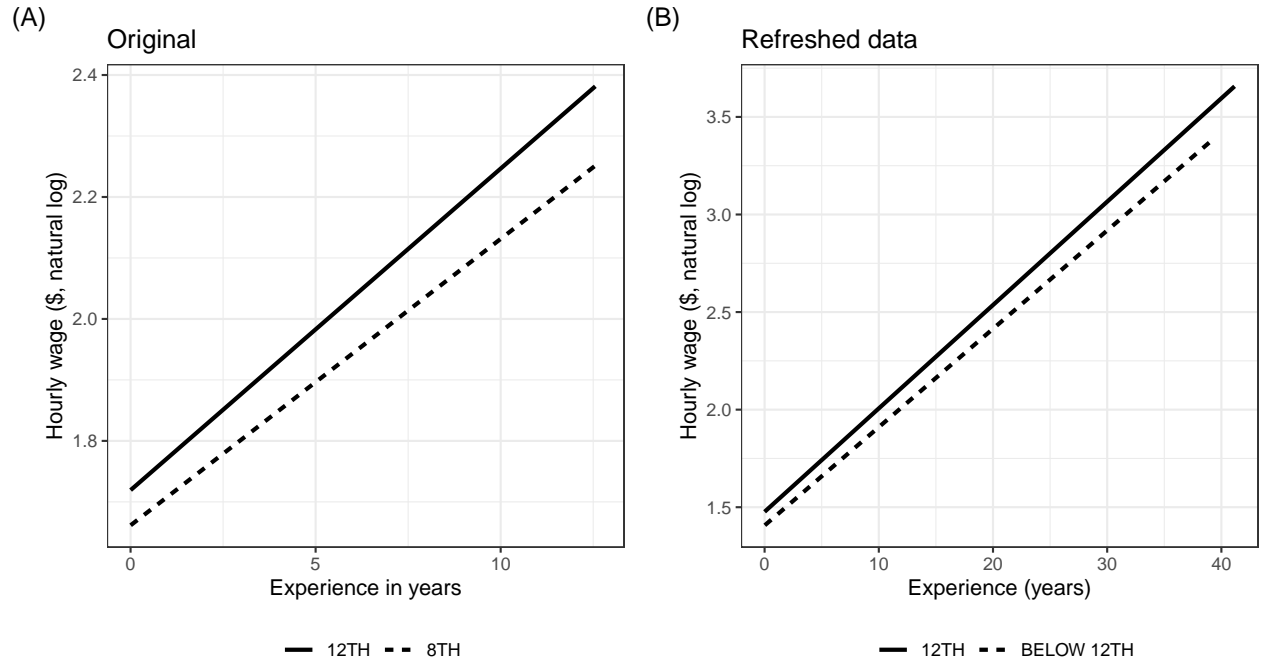 (A)
Original
Hourly wage ($, natural log)
2.4
2.2
2.0
1.8
0 5 10
Experience in years
12TH 8TH
(B)
Refreshed data
Hourly wage ($, natural log)
3.5
3.0
2.5
2.0
1.5
0 10 20 30 40
Experience (years)
12TH BELOW 12TH